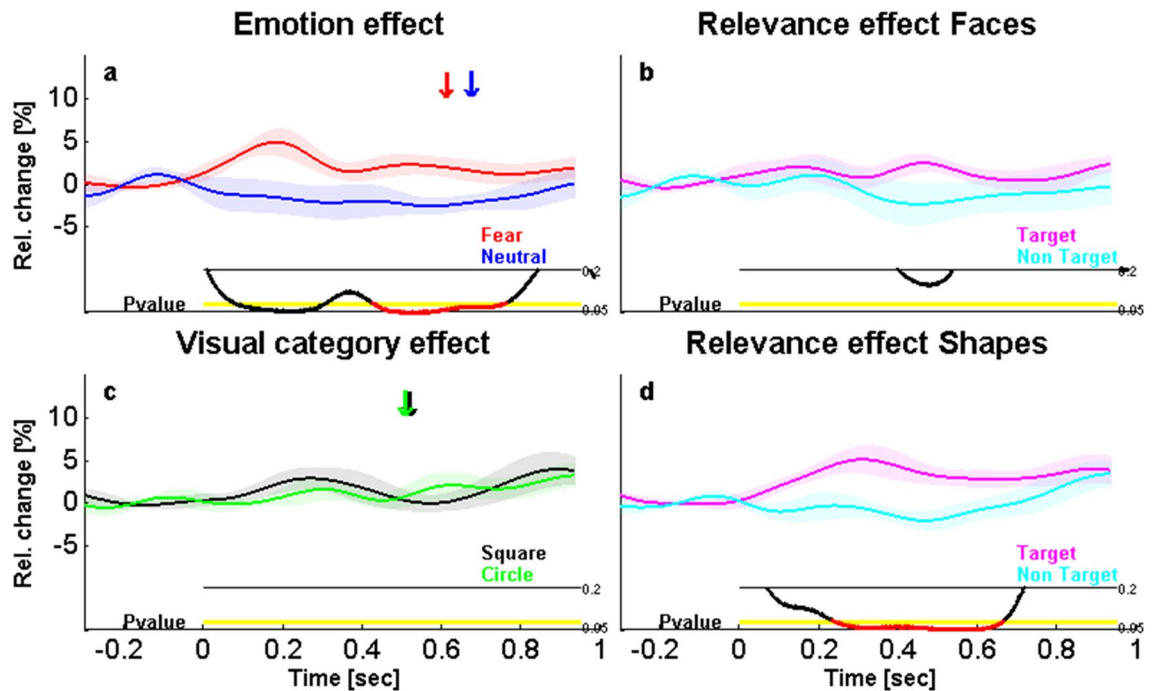 Emotion effect
Relevance effect Faces
a
b
Rel. change [%]
10
5
0
-5
Fear
Neutral
Target
Non Target
Pvalue
0.2
0.05
Pvalue
0.2
0.05
Visual category effect
Relevance effect Shapes
c
d
Rel. change [%]
10
5
0
-5
Square
Circle
Target
Non Target
Pvalue
0.2
0.05
Pvalue
0.2
0.05
-0.2 0 0.2 0.4 0.6 0.8 1
-0.2 0 0.2 0.4 0.6 0.8 1
Time [sec]
Time [sec]